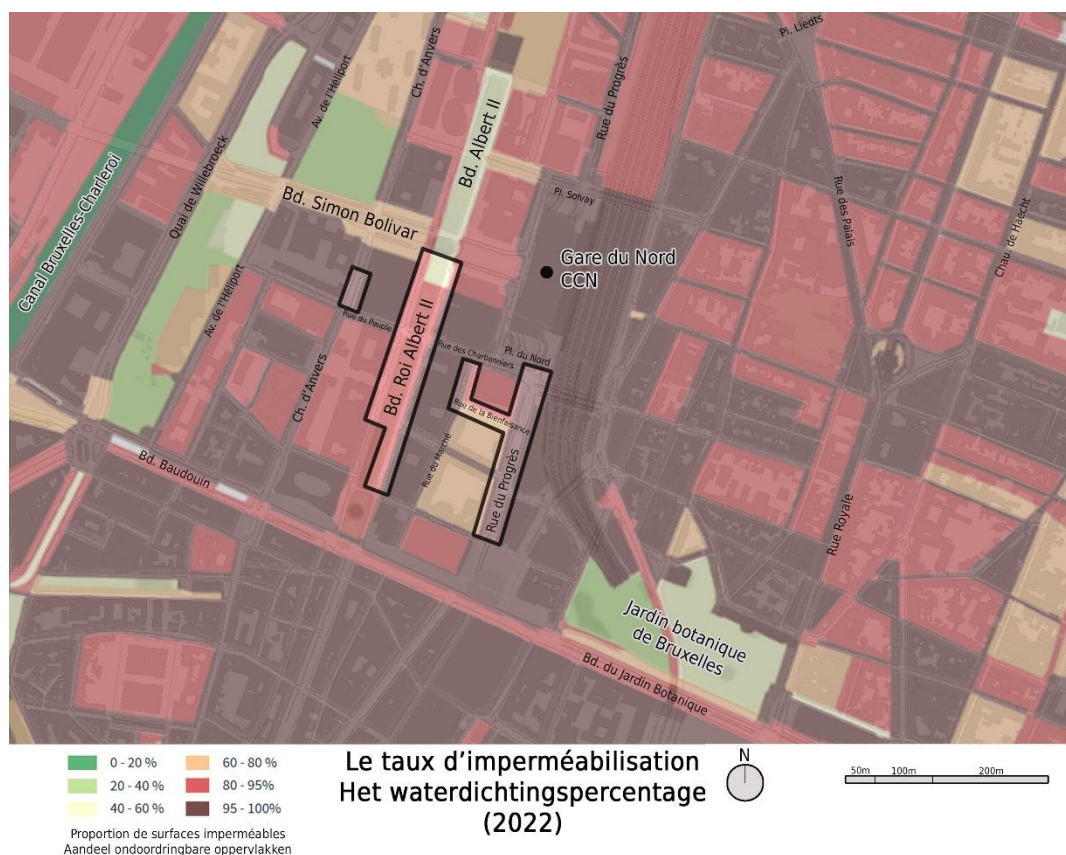 Pl. Liedts
Ch. d'Anvers
Av. de l'Héliport
Rue du Progrès
Bd. Albert II
Canal Bruxelles-Charleroi
Quai de Willebroeck
Bd. Simon Bolivar
Pl. Solvay
Rue des Palais
Chau. de Haecht
Gare du Nord
CCN
Av. de l'Héliport
Rue du Peuple
Bd. Roi Albert II
Rue des Charbonniers
Pl. du Nord
Ch. d'Anvers
Rue de la Bienfaisance
Rue du Marché
Rue du Progrès
Bd. Baudouin
Rue Royale
Jardin botanique
de Bruxelles
Bd. du Jardin Botanique
0 - 20 %
20 - 40 %
40 - 60 %
60 - 80 %
80 - 95%
95 - 100%
Proportion de surfaces imperméables
Aandeel ondoordringbare oppervlakken
Le taux d'imperméabilisation
Het waterdichtingspercentage
(2022)
N
50m 100m 200m